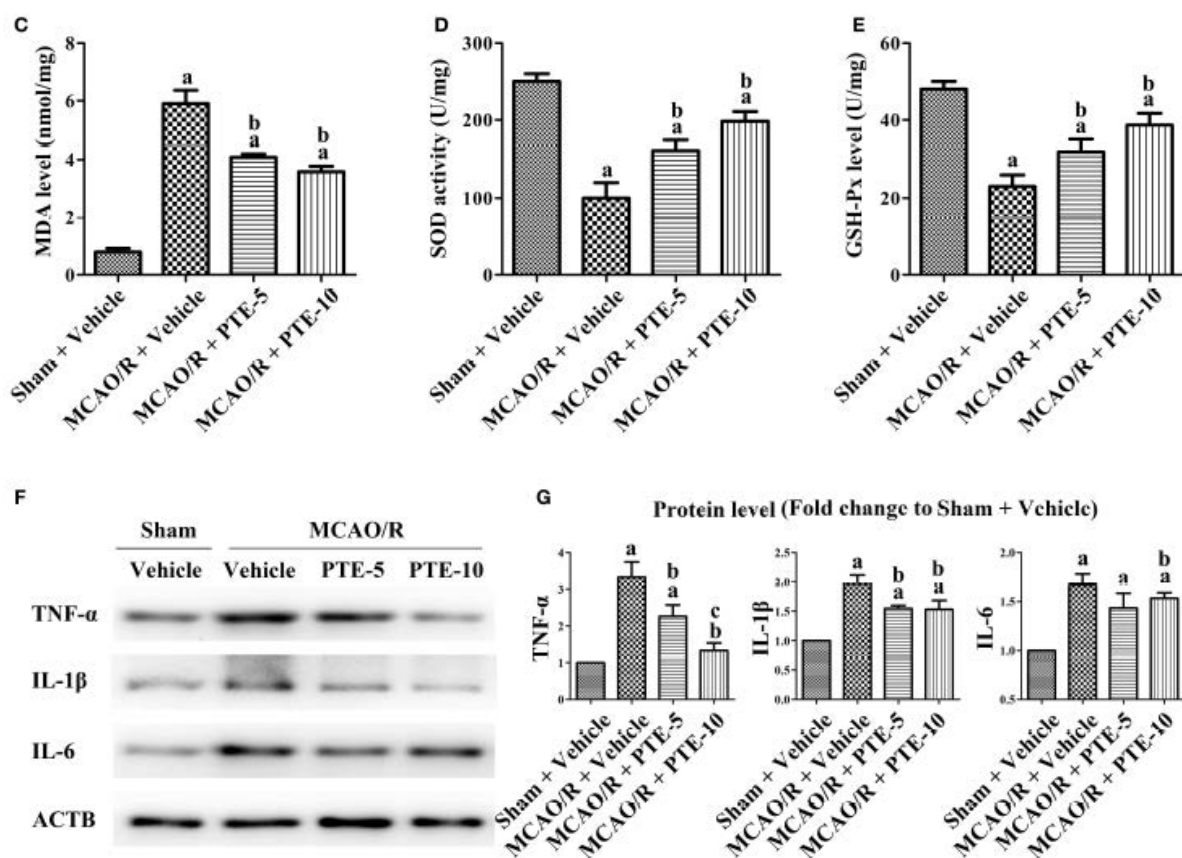 C
D
E
MDA level (nmol/mg)
8
6
4
2
0
a
b
a
b
a
Sham + Vehicle
MCAO/R + Vehicle
MCAO/R + PTE-5
MCAO/R + PTE-10
SOD activity (U/mg)
300
200
100
0
a
b
a
b
a
Sham + Vehicle
MCAO/R + Vehicle
MCAO/R + PTE-5
MCAO/R + PTE-10
GSH-Px level (U/mg)
60
40
20
0
a
b
a
b
a
Sham + Vehicle
MCAO/R + Vehicle
MCAO/R + PTE-5
MCAO/R + PTE-10
F
Sham MCAO/R
Vehicle Vehicle PTE-5 PTE-10
TNF-α
IL-1β
IL-6
ACTB
G
Protein level (Fold change to Sham + Vehicle)
TNF-α
4
3
2
1
0
a
b
a
c
b
Sham + Vehicle
MCAO/R + Vehicle
MCAO/R + PTE-5
MCAO/R + PTE-10
IL-1β
2.5
2.0
1.5
1.0
0.5
0.0
a
b
a
b
a
Sham + Vehicle
MCAO/R + Vehicle
MCAO/R + PTE-5
MCAO/R + PTE-10
IL-6
2.0
1.5
1.0
0.5
a
a
b
a
Sham + Vehicle
MCAO/R + Vehicle
MCAO/R + PTE-5
MCAO/R + PTE-10